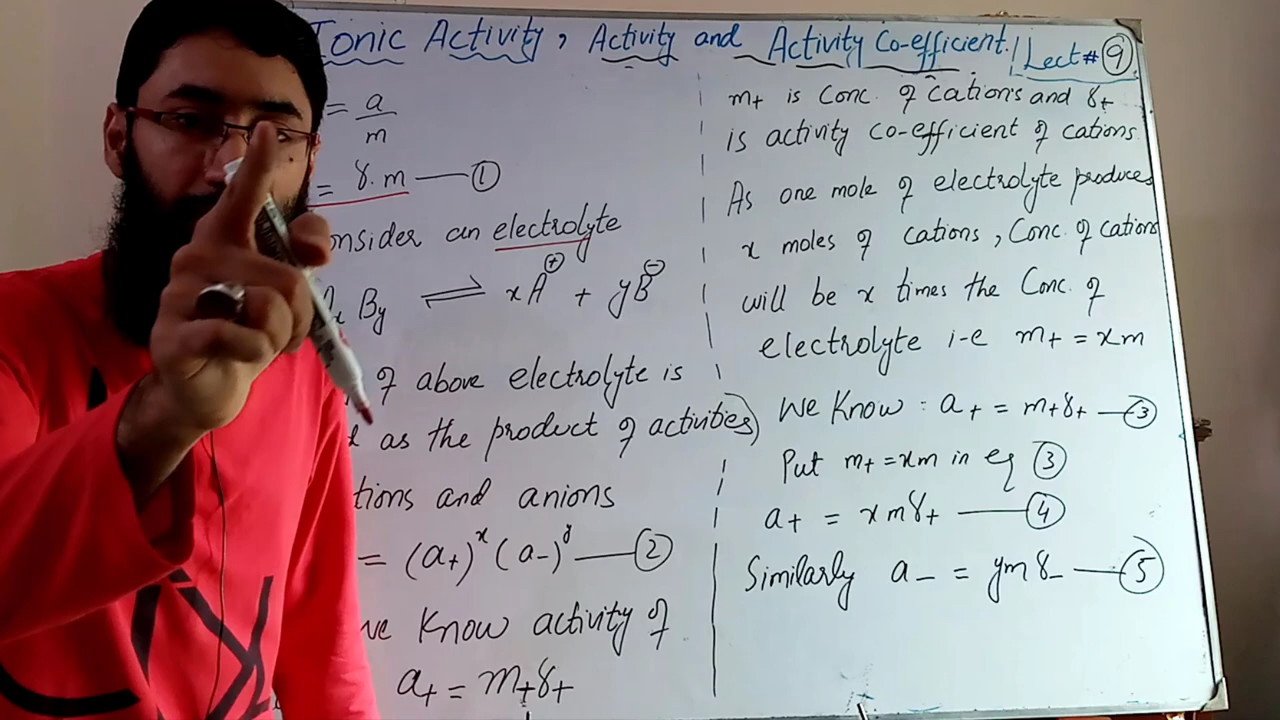 Ionic Activity, Activity and Activity Co-efficient. / Lect# 9
= a/m
= γ.m — ①
onsider an electrolyte
By ⇌ xA⊕ + yB⊖
of above electrolyte is
as the product of activities)
tions and anions
= (a+)^x (a-)^y — ②
we Know activity of
a+ = m+γ+
m+ is Conc. of cations and γ+
is activity co-efficient of cations
As one mole of electrolyte produces
x moles of cations, Conc. of cations
will be x times the Conc. of
electrolyte i-e m+ = xm
We Know : a+ = m+γ+ — ③
Put m+ = xm in eq ③
a+ = xmγ+ — ④
Similarly a- = ymγ- — ⑤